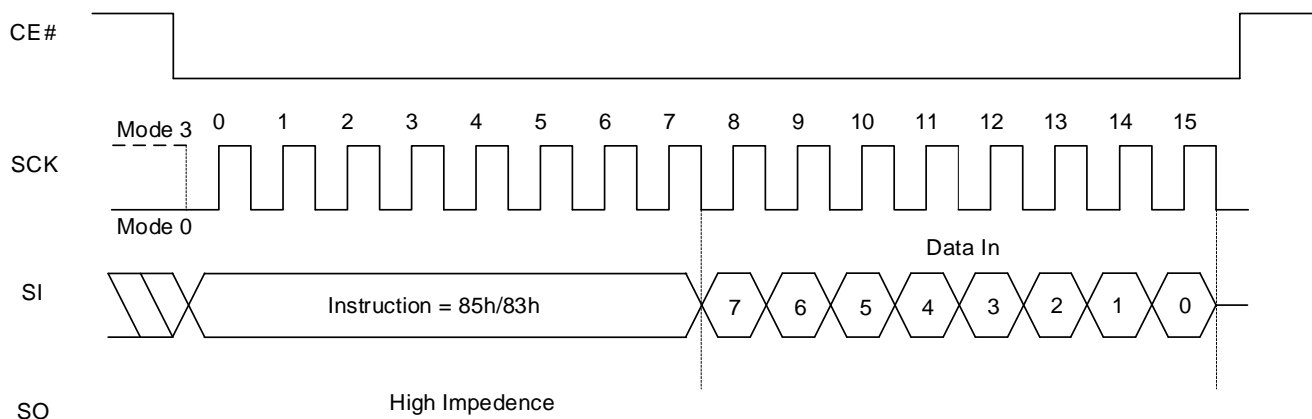 CE#
Mode 3 0 1 2 3 4 5 6 7 8 9 10 11 12 13 14 15
SCK
Mode 0
Data In
SI Instruction = 85h/83h 7 6 5 4 3 2 1 0
SO High Impedence